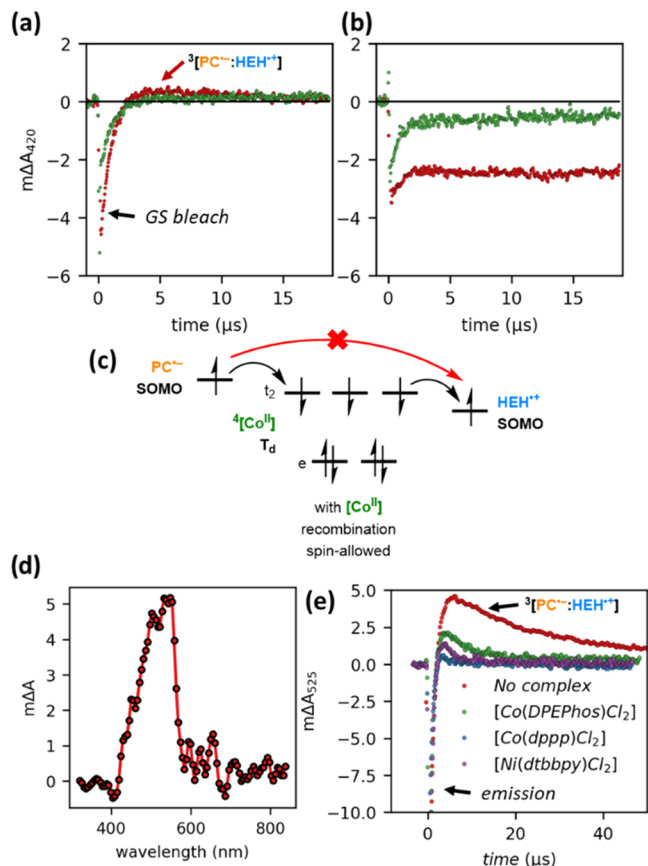 (a)
(b)
2
0
−2
−4
−6
mΔA₄₂₀
³[PC•−:HEH•+]
GS bleach
0
5
10
15
time (μs)
2
0
−2
−4
−6
0
5
10
15
time (μs)
(c)
PC•−
SOMO
t₂
⁴[Coᴵᴵ]
T_d
e
HEH•+
SOMO
with [Coᴵᴵ]
recombination
spin-allowed
(d)
(e)
5
4
3
2
1
0
mΔA
400
600
800
wavelength (nm)
5.0
2.5
0.0
−2.5
−5.0
−7.5
−10.0
mΔA₅₂₅
³[PC•−:HEH•+]
No complex
[Co(DPEPhos)Cl₂]
[Co(dppp)Cl₂]
[Ni(dtbbpy)Cl₂]
emission
0
20
40
time (μs)